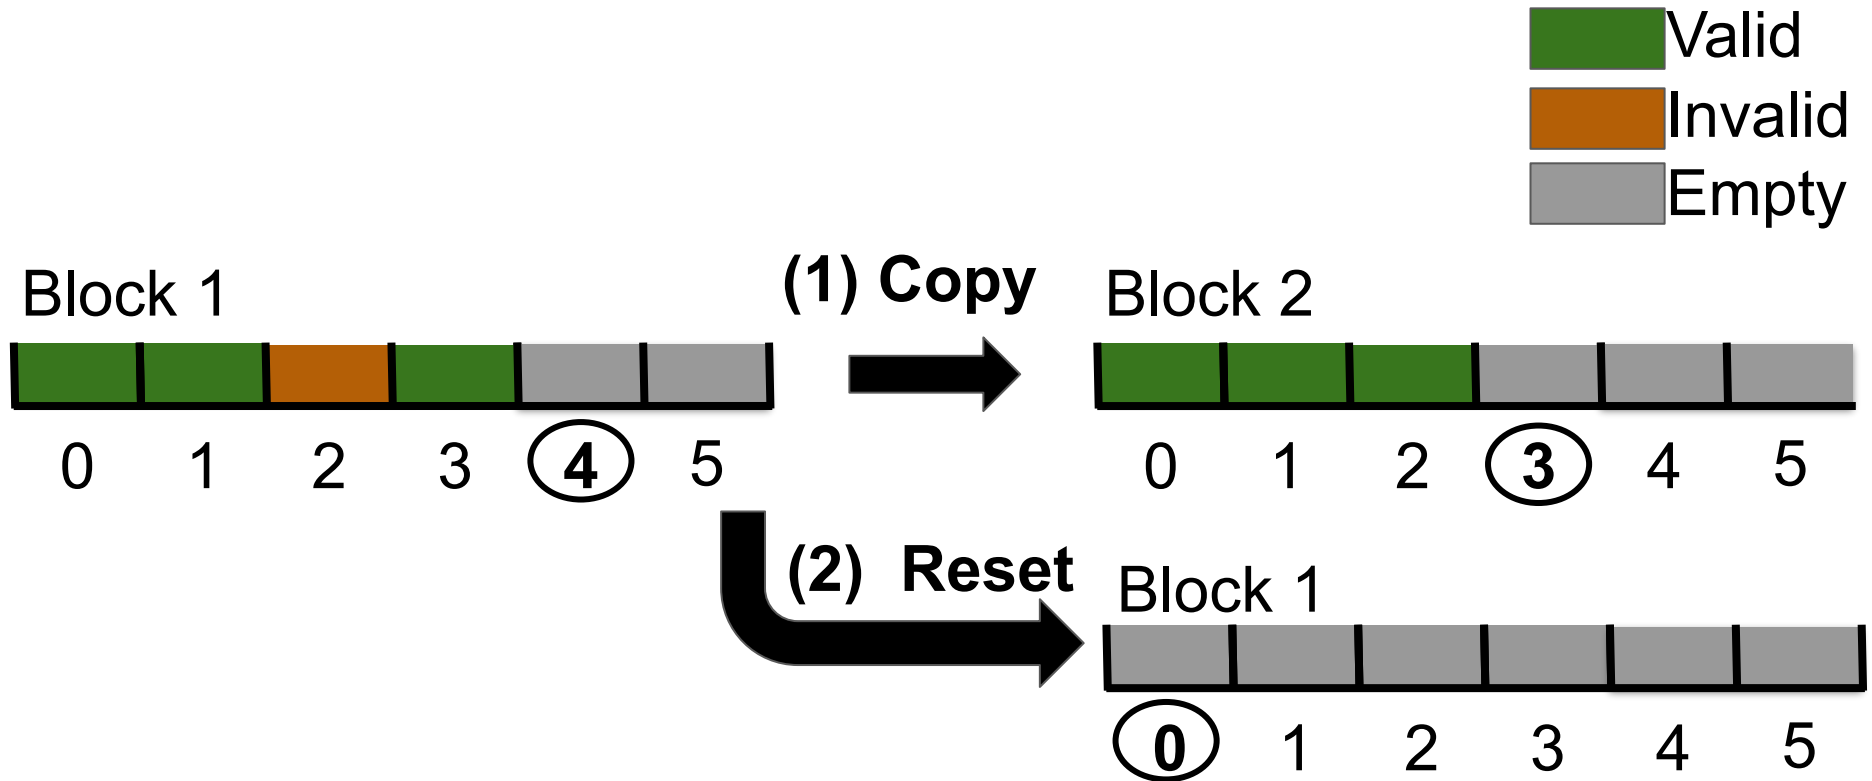 Valid
Invalid
Empty
Block 1
(1) Copy
Block 2
0 1 2 3 4 5
0 1 2 3 4 5
(2) Reset
Block 1
0 1 2 3 4 5